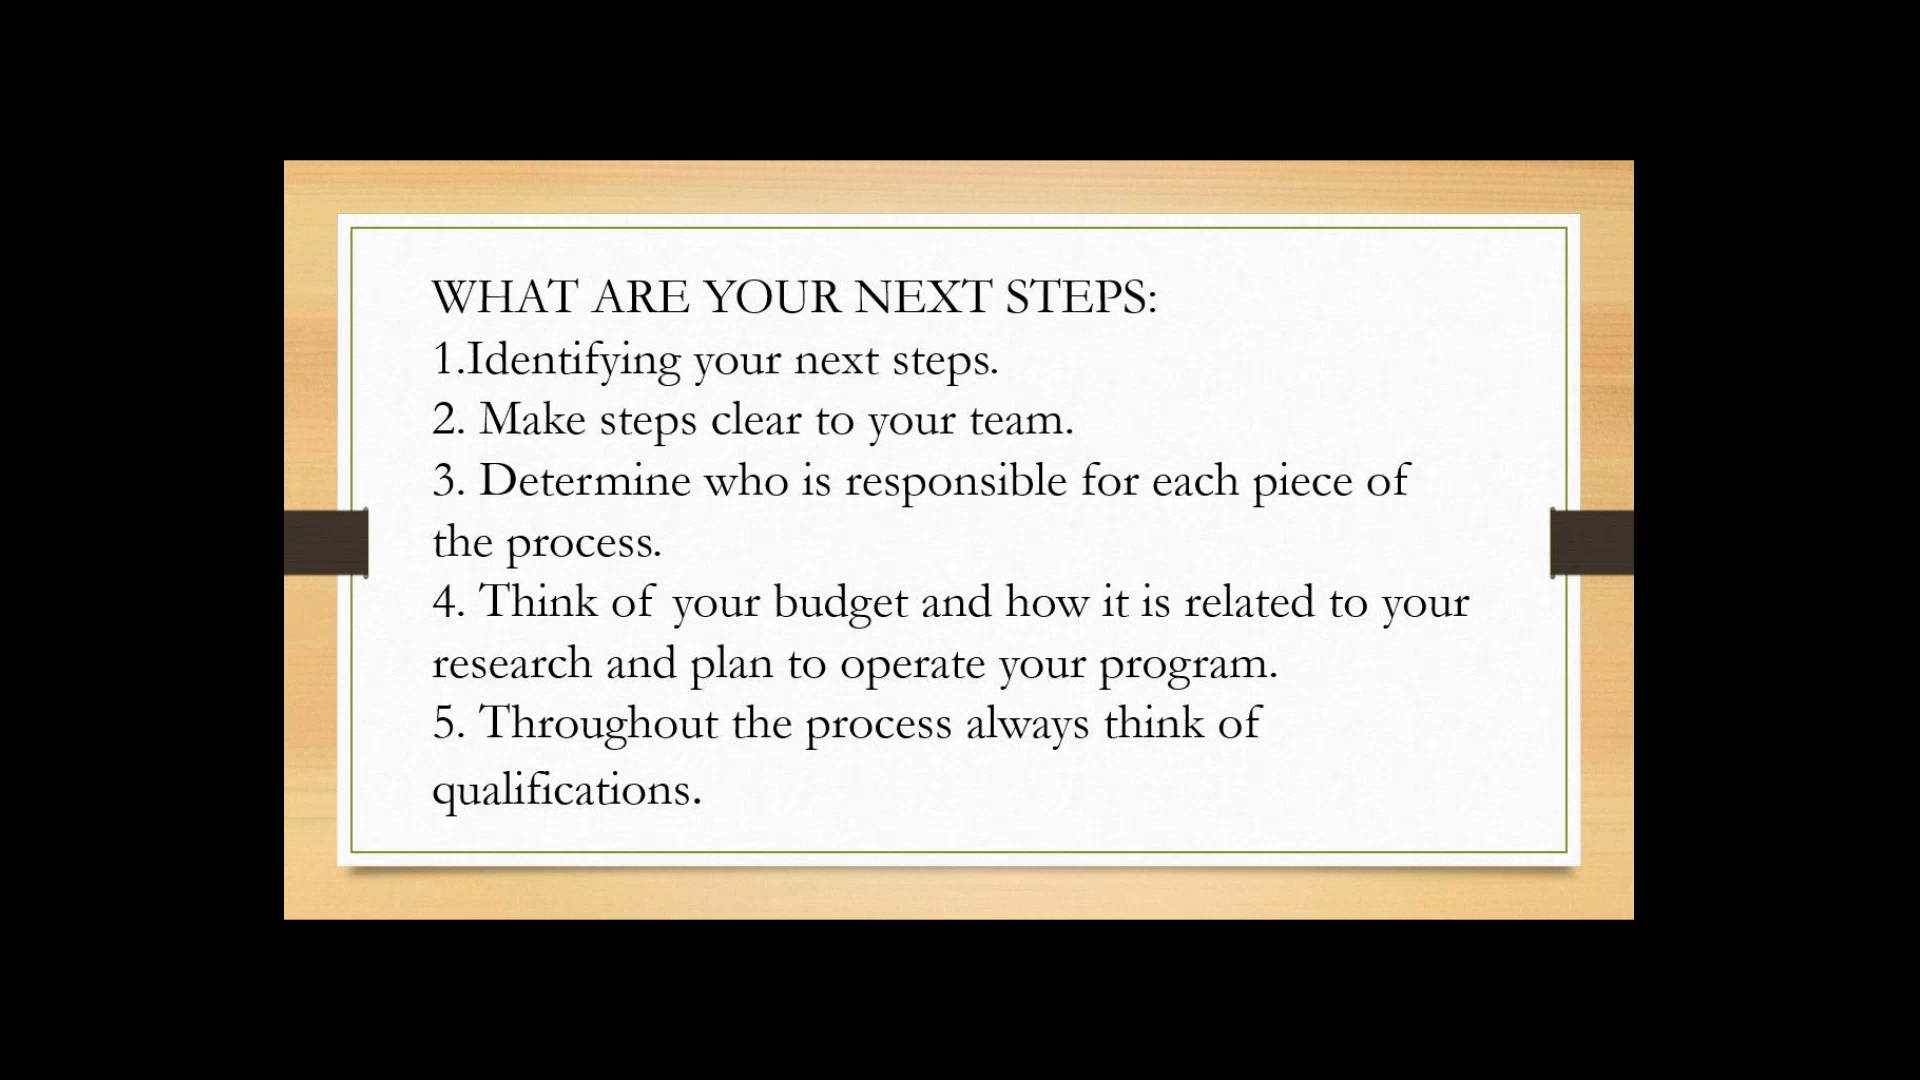 WHAT ARE YOUR NEXT STEPS:
1.Identifying your next steps.
2. Make steps clear to your team.
3. Determine who is responsible for each piece of
the process.
4. Think of your budget and how it is related to your
research and plan to operate your program.
5. Throughout the process always think of
qualifications.